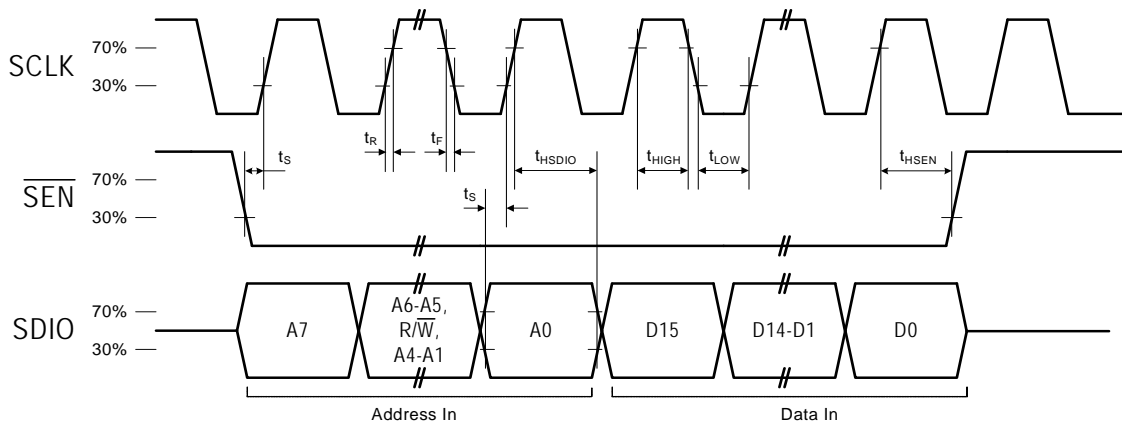 SCLK
70%
30%
tR
tF
tS
tHSDIO
tHIGH
tLOW
tHSEN
SEN
70%
30%
tS
SDIO
70%
30%
A7
A6-A5,
R/W,
A4-A1
A0
D15
D14-D1
D0
Address In
Data In